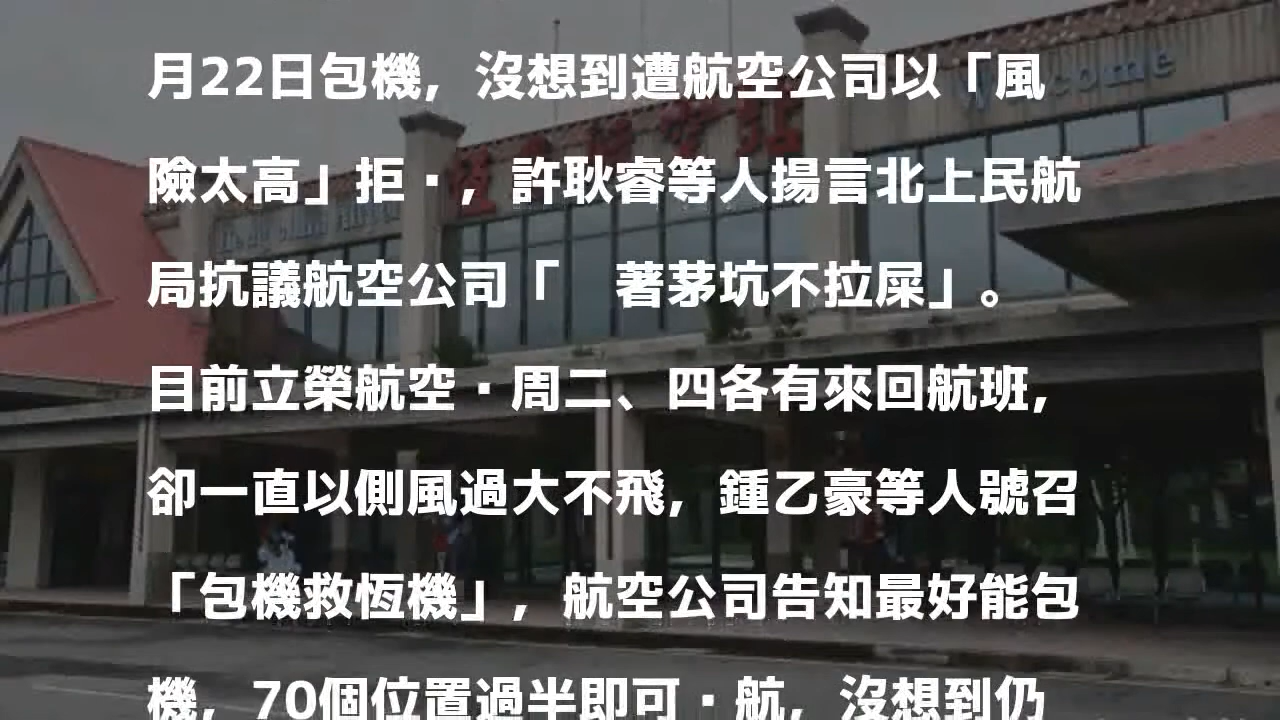 月22日包機，沒想到遭航空公司以「風
險太高」拒▪，許耿睿等人揚言北上民航
局抗議航空公司「　著茅坑不拉屎」。
目前立榮航空▪周二、四各有來回航班，
卻一直以側風過大不飛，鍾乙豪等人號召
「包機救恆機」，航空公司告知最好能包
機，70個位置過半即可▪航，沒想到仍
Welcome